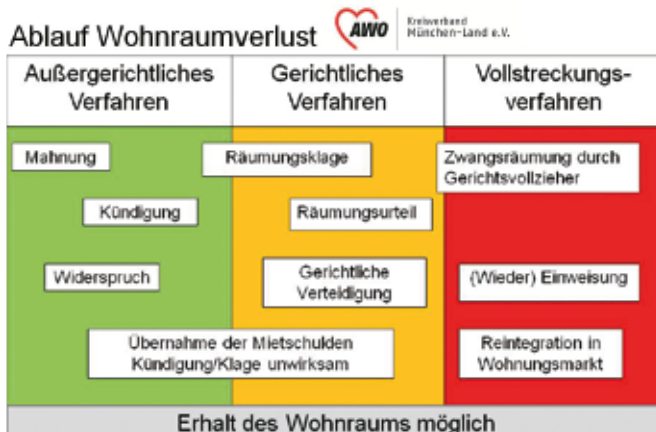 Ablauf Wohnraumverlust
AWO
Kreisverband
München-Land e.V.
Außergerichtliches
Verfahren
Gerichtliches
Verfahren
Vollstreckungs-
verfahren
Mahnung
Räumungsklage
Zwangsräumung durch
Gerichtsvollzieher
Kündigung
Räumungsurteil
Widerspruch
Gerichtliche
Verteidigung
(Wieder) Einweisung
Übernahme der Mietschulden
Kündigung/Klage unwirksam
Reintegration in
Wohnungsmarkt
Erhalt des Wohnraums möglich